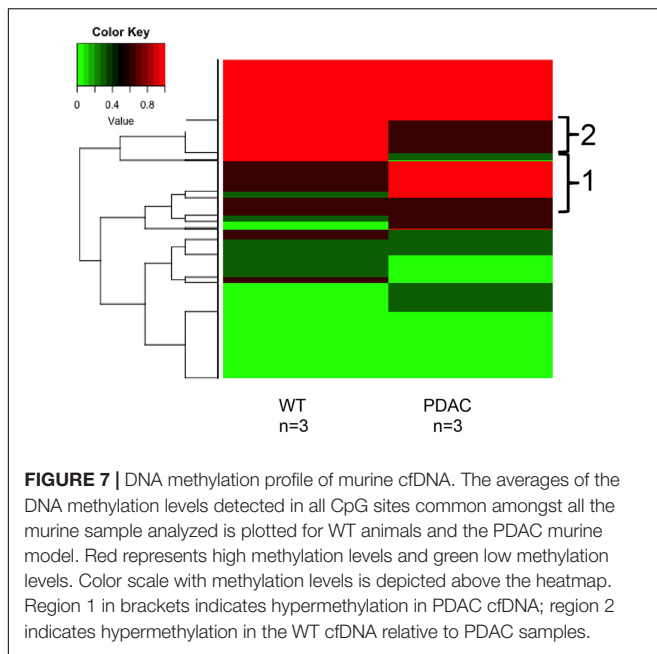 Color Key
0 0.4 0.8
Value
2
1
WT PDAC
n=3 n=3
FIGURE 7 | DNA methylation profile of murine cfDNA. The averages of the
DNA methylation levels detected in all CpG sites common amongst all the
murine sample analyzed is plotted for WT animals and the PDAC murine
model. Red represents high methylation levels and green low methylation
levels. Color scale with methylation levels is depicted above the heatmap.
Region 1 in brackets indicates hypermethylation in PDAC cfDNA; region 2
indicates hypermethylation in the WT cfDNA relative to PDAC samples.